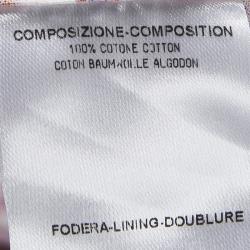 COMPOSIZIONE-COMPOSITION
100% COTONE COTTON
COTON BAUMWOLLE ALGODON
FODERA-LINING-DOUBLURE